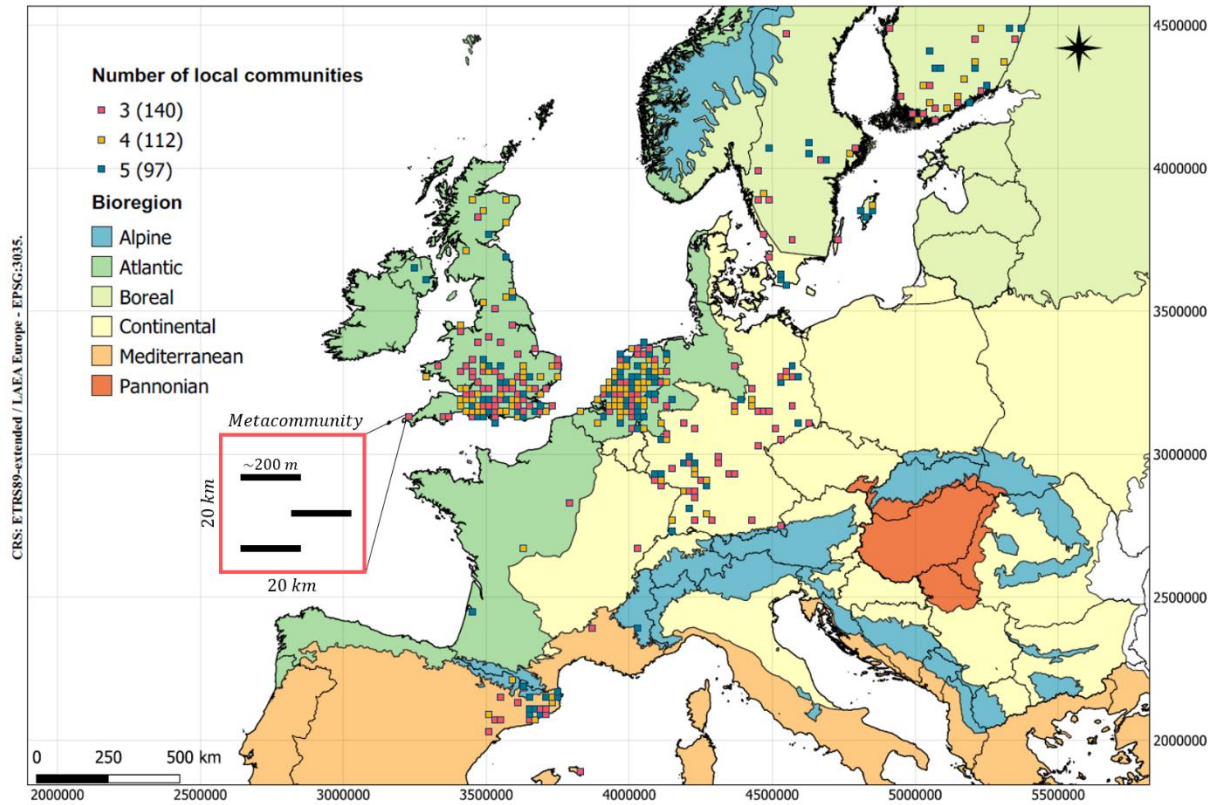 Number of local communities
3 (140)
4 (112)
5 (97)
Bioregion
Alpine
Atlantic
Boreal
Continental
Mediterranean
Pannonian
Metacommunity
~200 m
20 km
20 km
CRS: ETRS89-extended / LAEA Europe - EPSG:3035.
0 250 500 km
4500000
4000000
3500000
3000000
2500000
2000000
2000000 2500000 3000000 3500000 4000000 4500000 5000000 5500000